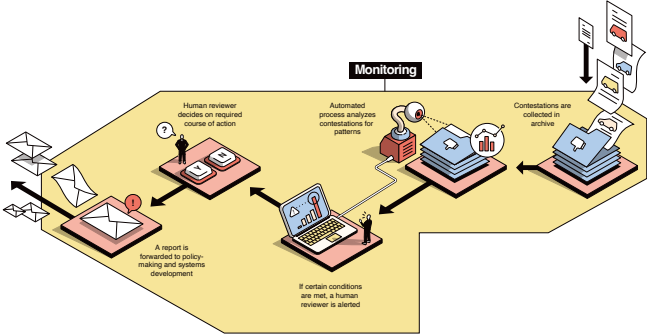 Monitoring
Human reviewer
decides on required
course of action
Automated
process analyzes
contestations for
patterns
Contestations are
collected in
archive
?
Y
N
!
A report is
forwarded to policy-
making and systems
development
If certain conditions
are met, a human
reviewer is alerted